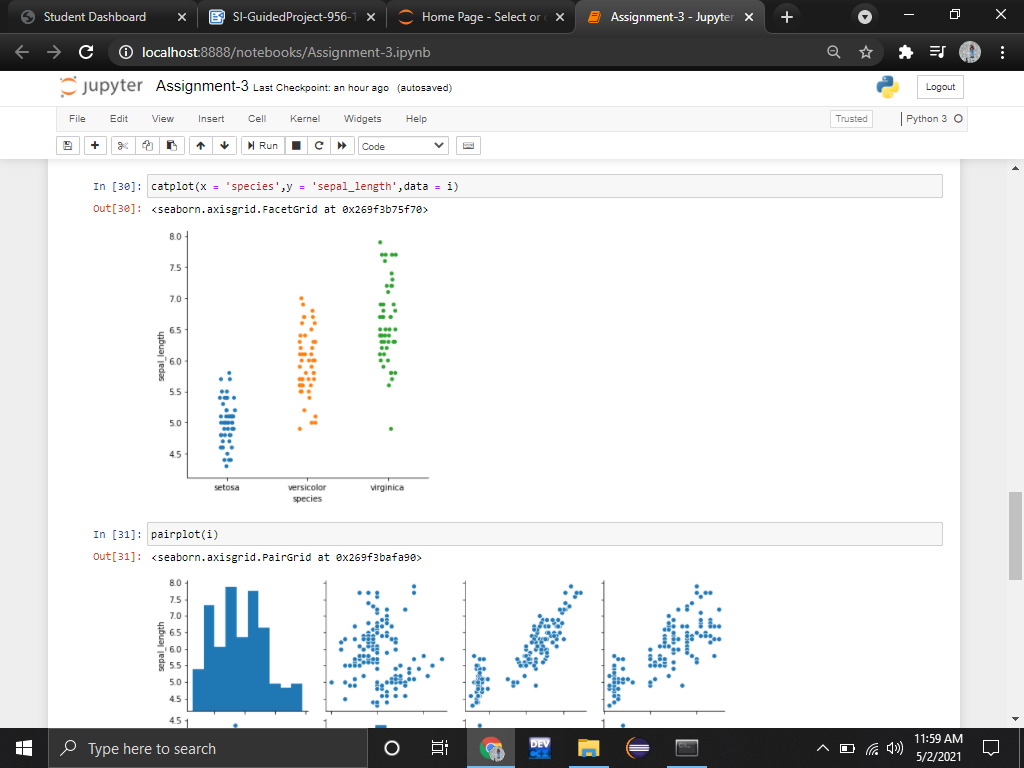 Student Dashboard
SI-GuidedProject-956-
Home Page - Select or
Assignment-3 - Jupyter
localhost:8888/notebooks/Assignment-3.ipynb
jupyter Assignment-3 Last Checkpoint: an hour ago (autosaved)
Logout
File Edit View Insert Cell Kernel Widgets Help
Trusted
Python 3
Run
Code
In [30]: catplot(x = 'species',y = 'sepal_length',data = i)
Out[30]: <seaborn.axisgrid.FacetGrid at 0x269f3b75f70>
8.0
7.5
7.0
6.5
6.0
5.5
5.0
4.5
sepal_length
setosa versicolor virginica
species
In [31]: pairplot(i)
Out[31]: <seaborn.axisgrid.PairGrid at 0x269f3bafa90>
8.0
7.5
7.0
6.5
6.0
5.5
5.0
4.5
sepal_length
4.5
Type here to search
DEV
C++
11:59 AM
5/2/2021